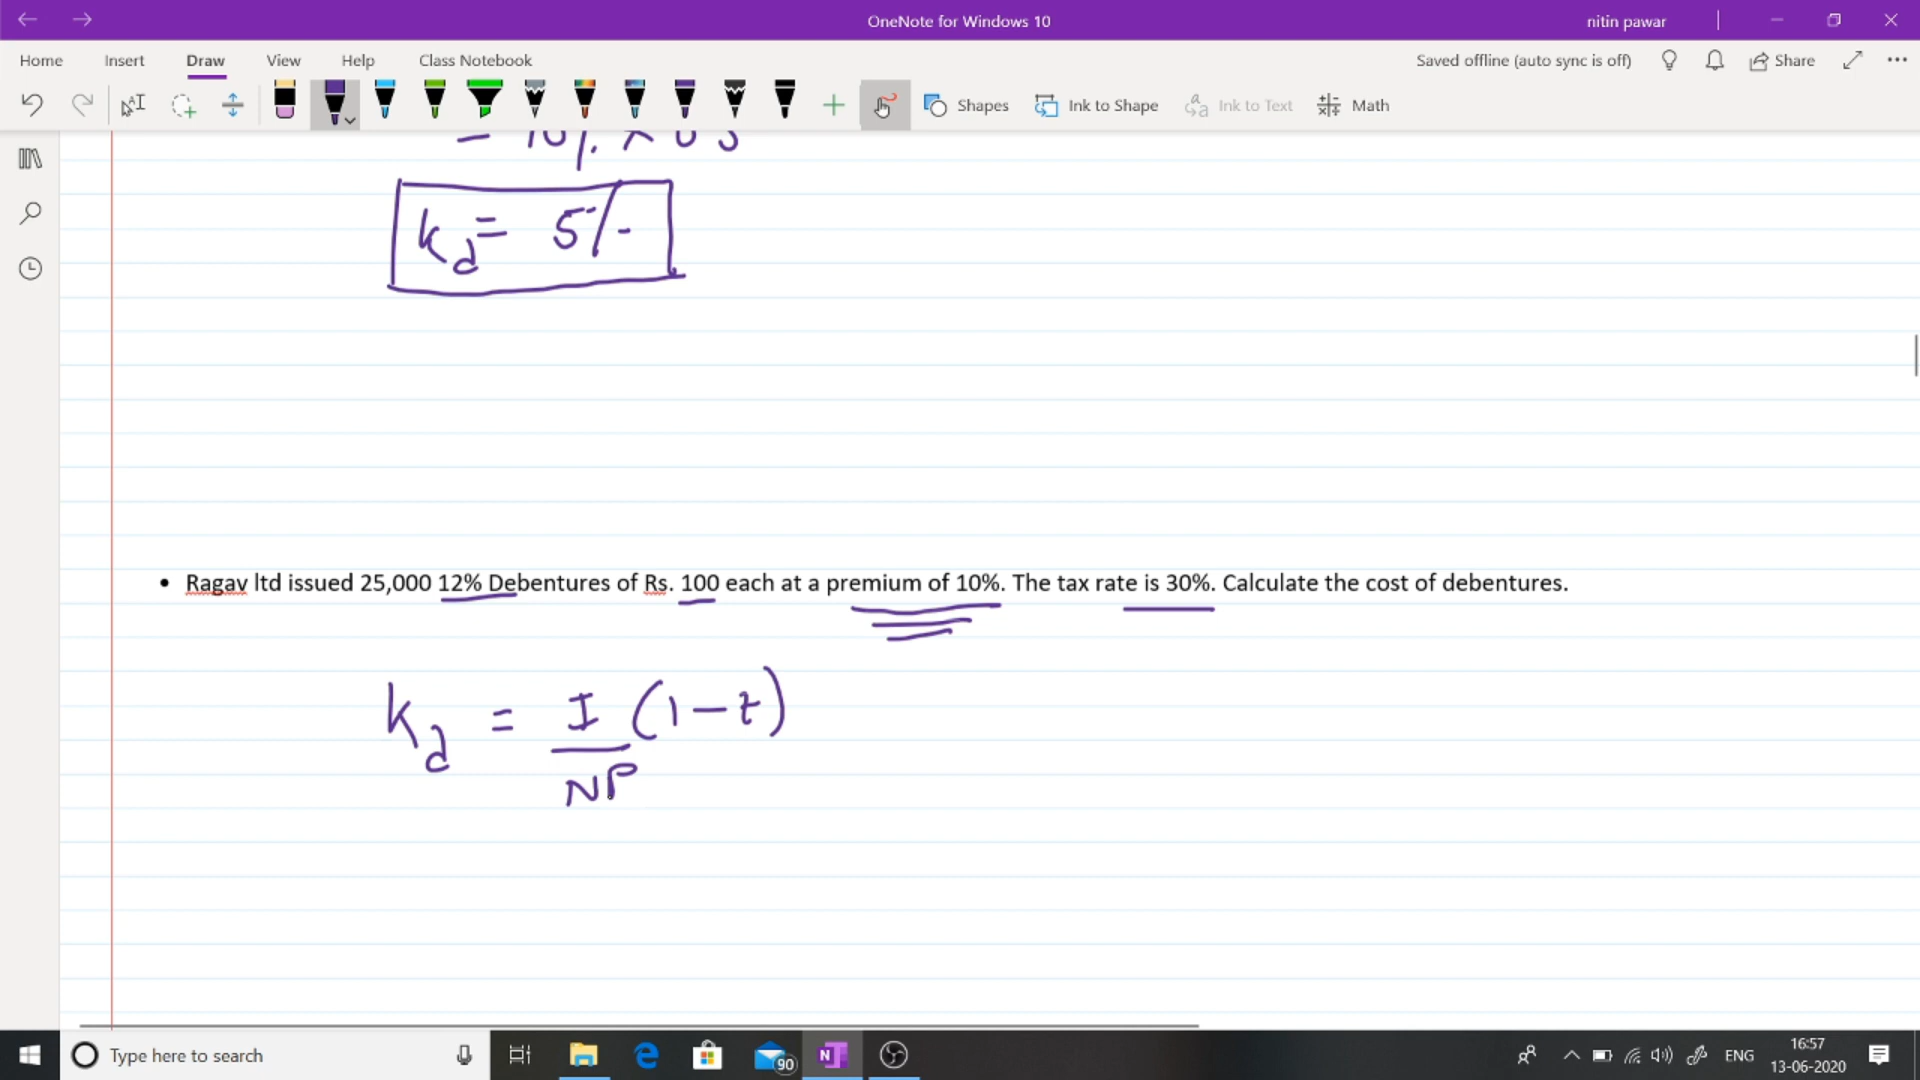 OneNote for Windows 10
nitin pawar
Home Insert Draw View Help Class Notebook
Saved offline (auto sync is off) Share
Shapes Ink to Shape Ink to Text Math
kd = 5%
• Ragav ltd issued 25,000 12% Debentures of Rs. 100 each at a premium of 10%. The tax rate is 30%. Calculate the cost of debentures.
kd = I (1-t)
NP
Type here to search
90
ENG
16:57
13-06-2020